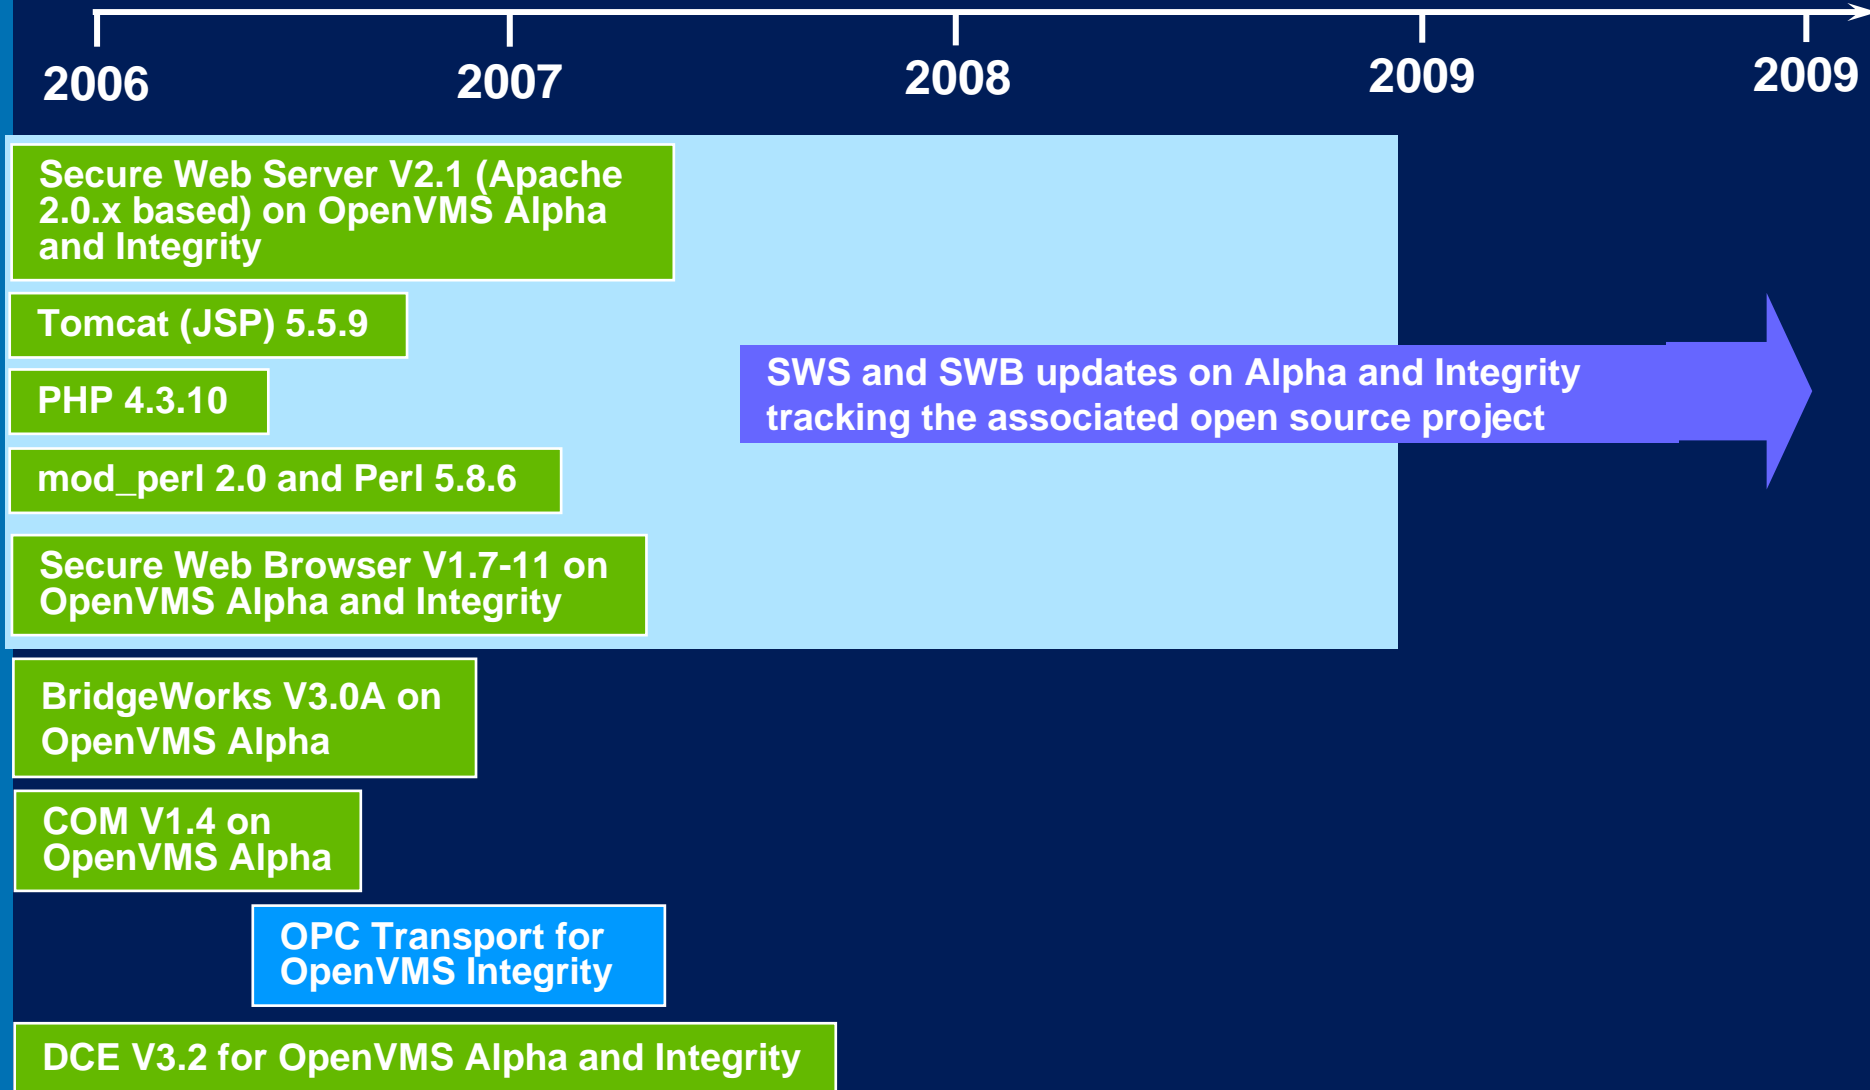 2006 2007 2008 2009 2009
Secure Web Server V2.1 (Apache
2.0.x based) on OpenVMS Alpha
and Integrity
Tomcat (JSP) 5.5.9
SWS and SWB updates on Alpha and Integrity
tracking the associated open source project
PHP 4.3.10
mod_perl 2.0 and Perl 5.8.6
Secure Web Browser V1.7-11 on
OpenVMS Alpha and Integrity
BridgeWorks V3.0A on
OpenVMS Alpha
COM V1.4 on
OpenVMS Alpha
OPC Transport for
OpenVMS Integrity
DCE V3.2 for OpenVMS Alpha and Integrity